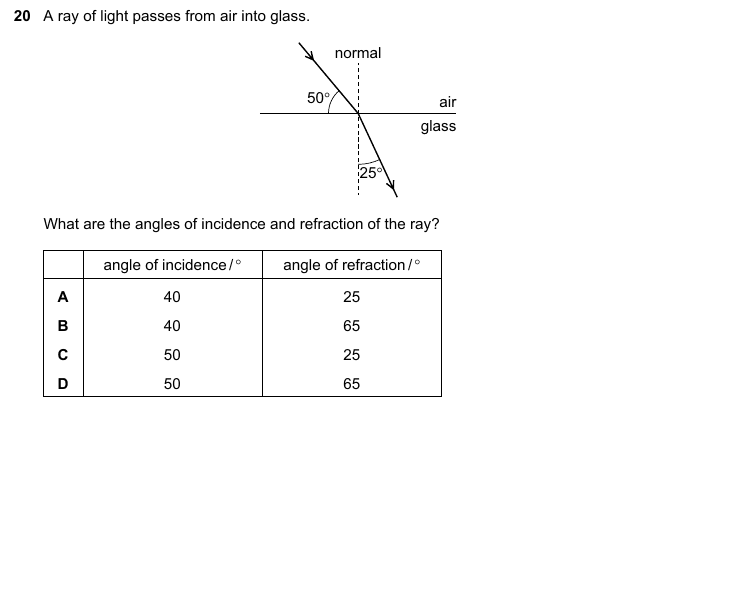 20 A ray of light passes from air into glass.
normal
50°
air
glass
25°
What are the angles of incidence and refraction of the ray?
angle of incidence/° angle of refraction/°
A 40 25
B 40 65
C 50 25
D 50 65